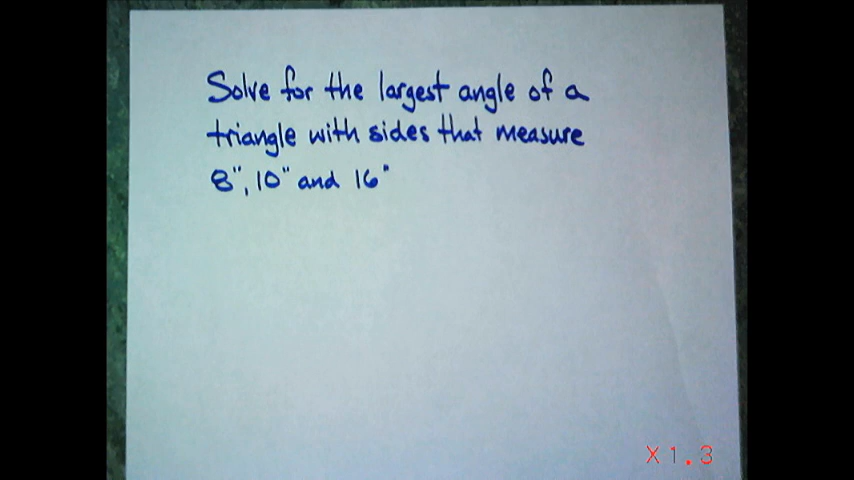 Solve for the largest angle of a
triangle with sides that measure
8", 10" and 16"
X1.3